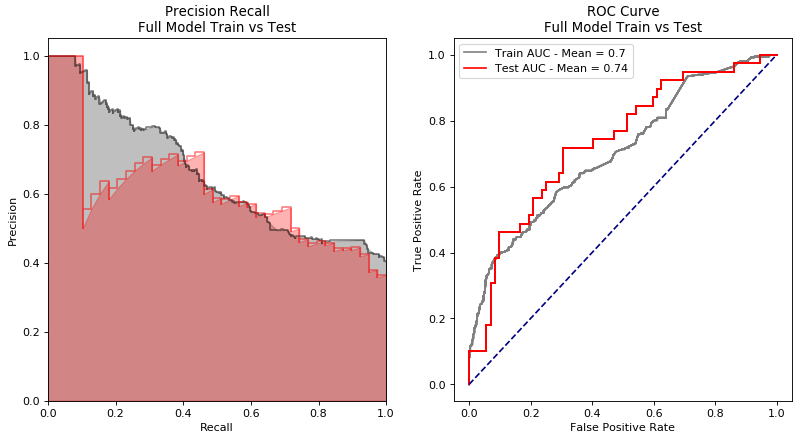 Precision Recall
Full Model Train vs Test
1.0
0.8
0.6
0.4
0.2
0.0
Precision
0.0 0.2 0.4 0.6 0.8 1.0
Recall
ROC Curve
Full Model Train vs Test
Train AUC - Mean = 0.7
Test AUC - Mean = 0.74
1.0
0.8
0.6
0.4
0.2
0.0
True Positive Rate
0.0 0.2 0.4 0.6 0.8 1.0
False Positive Rate